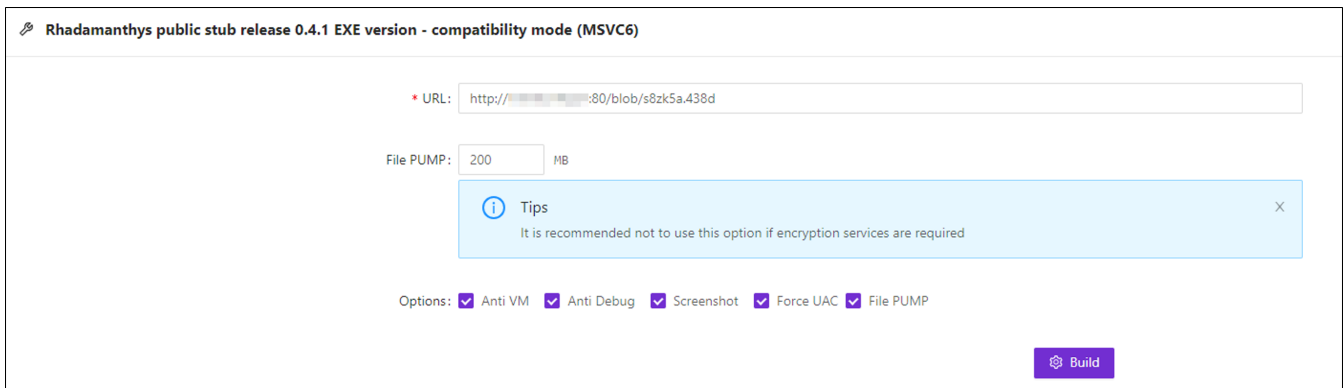 Rhadamanthys public stub release 0.4.1 EXE version - compatibility mode (MSVC6)
* URL: http:// :80/blob/s8zk5a.438d
File PUMP: 200 MB
Tips
It is recommended not to use this option if encryption services are required
Options: Anti VM Anti Debug Screenshot Force UAC File PUMP
Build